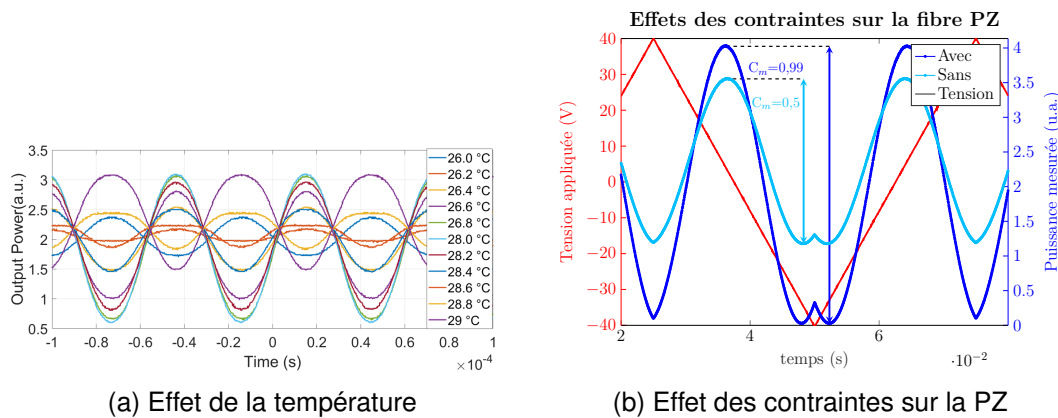 3.5
3
2.5
2
1.5
1
0.5
Output Power(a.u.)
-1 -0.8 -0.6 -0.4 -0.2 0 0.2 0.4 0.6 0.8
Time (s)
×10⁻⁴
26.0 °C
26.2 °C
26.4 °C
26.6 °C
26.8 °C
28.0 °C
28.2 °C
28.4 °C
28.6 °C
28.8 °C
29 °C
(a) Effet de la température
Effets des contraintes sur la fibre PZ
40
30
20
10
0
−10
−20
−30
−40
Tension appliquée (V)
Cm=0,99
Cm=0,5
Avec
Sans
Tension
4
3.5
3
2.5
2
1.5
1
0.5
0
Puissance mesurée (u.a.)
2 4 6
temps (s)
·10⁻²
(b) Effet des contraintes sur la PZ